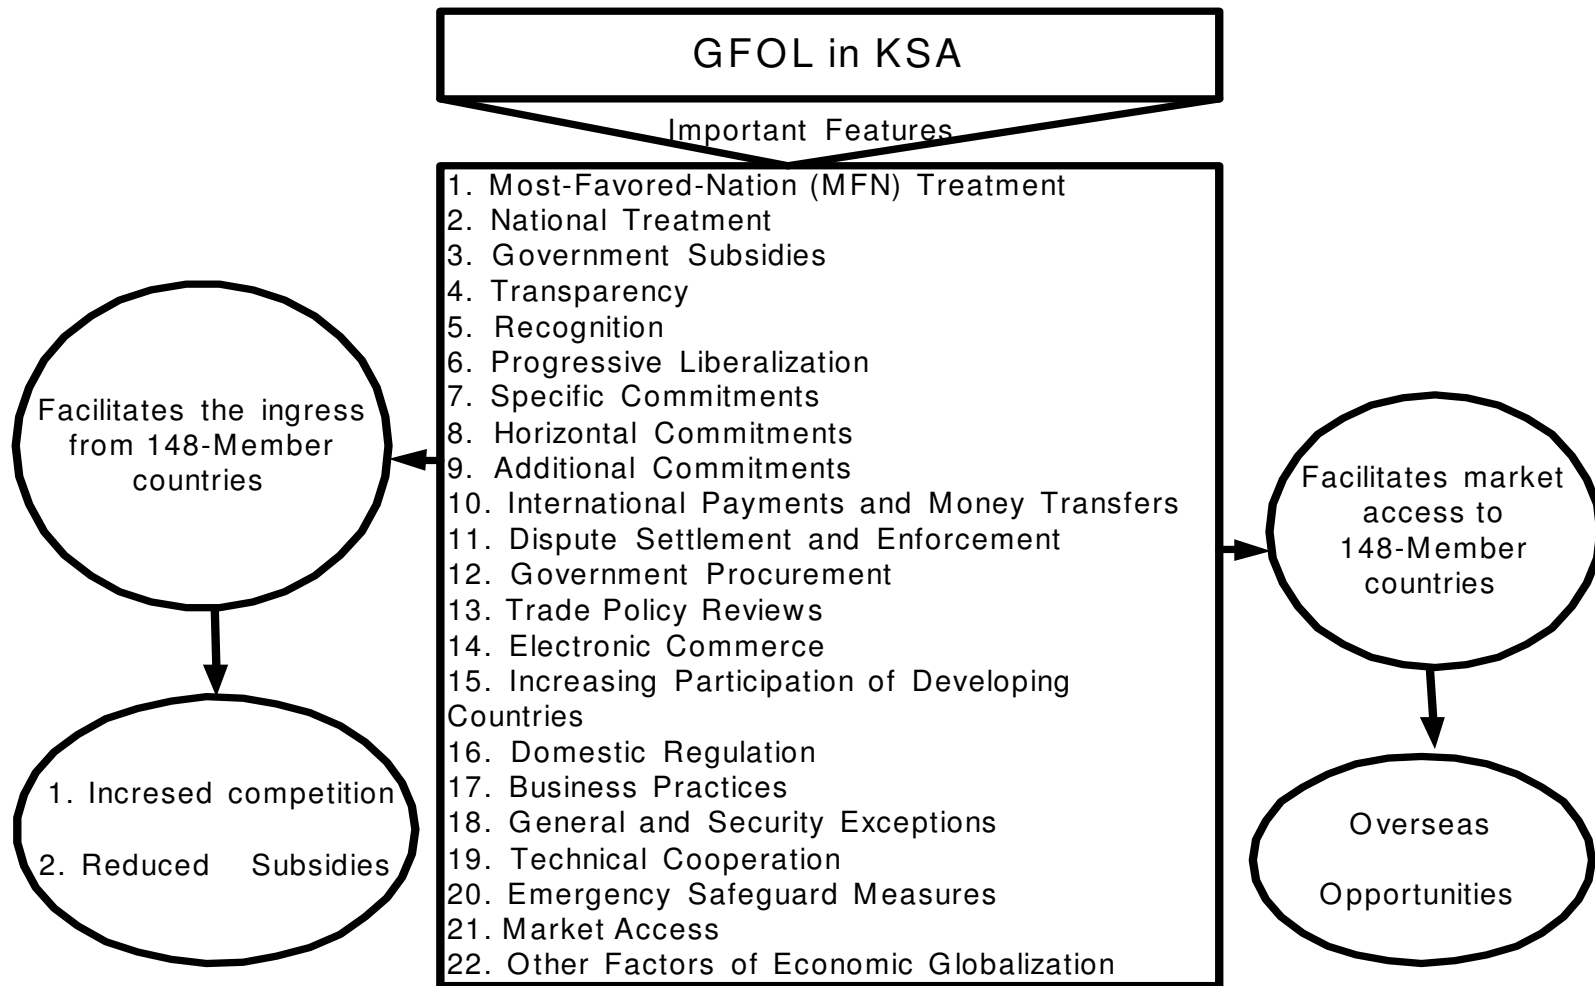 GFOL in KSA
Important Features
1. Most-Favored-Nation (MFN) Treatment
2. National Treatment
3. Government Subsidies
4. Transparency
5. Recognition
6. Progressive Liberalization
7. Specific Commitments
8. Horizontal Commitments
9. Additional Commitments
10. International Payments and Money Transfers
11. Dispute Settlement and Enforcement
12. Government Procurement
13. Trade Policy Reviews
14. Electronic Commerce
15. Increasing Participation of Developing
Countries
16. Domestic Regulation
17. Business Practices
18. General and Security Exceptions
19. Technical Cooperation
20. Emergency Safeguard Measures
21. Market Access
22. Other Factors of Economic Globalization
Facilitates the ingress
from 148-Member
countries
1. Incresed competition
2. Reduced Subsidies
Facilitates market
access to
148-Member
countries
Overseas
Opportunities